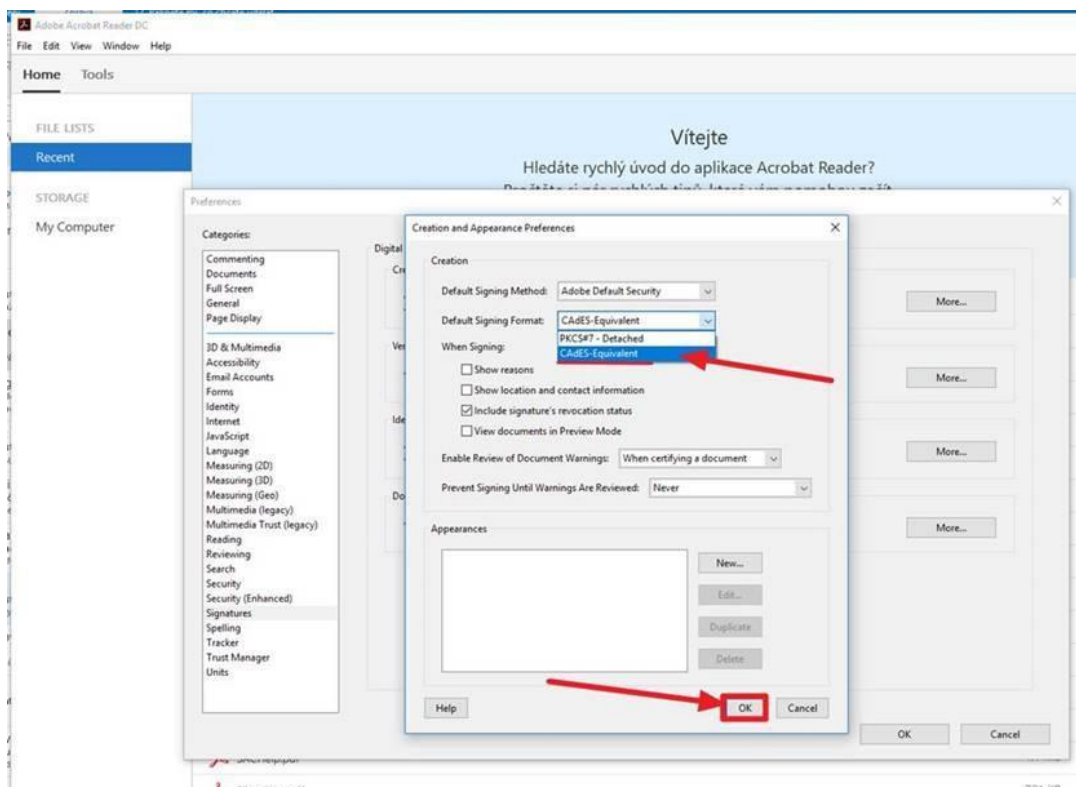 Adobe Acrobat Reader DC
File Edit View Window Help
Home Tools
FILE LISTS
Recent
STORAGE
My Computer
Vítejte
Hledáte rychlý úvod do aplikace Acrobat Reader?
Preferences
Categories:
Commenting
Documents
Full Screen
General
Page Display
3D & Multimedia
Accessibility
Email Accounts
Forms
Identity
Internet
JavaScript
Language
Measuring (2D)
Measuring (3D)
Measuring (Geo)
Multimedia (legacy)
Multimedia Trust (legacy)
Reading
Reviewing
Search
Security
Security (Enhanced)
Signatures
Spelling
Tracker
Trust Manager
Units
Digital
More...
More...
More...
More...
Creation and Appearance Preferences
Creation
Default Signing Method: Adobe Default Security
Default Signing Format: CAdES-Equivalent
PKCS#7 - Detached
CAdES-Equivalent
When Signing:
Show reasons
Show location and contact information
Include signature's revocation status
View documents in Preview Mode
Enable Review of Document Warnings: When certifying a document
Prevent Signing Until Warnings Are Reviewed: Never
Appearances
New...
Edit...
Duplicate
Delete
Help OK Cancel
OK Cancel